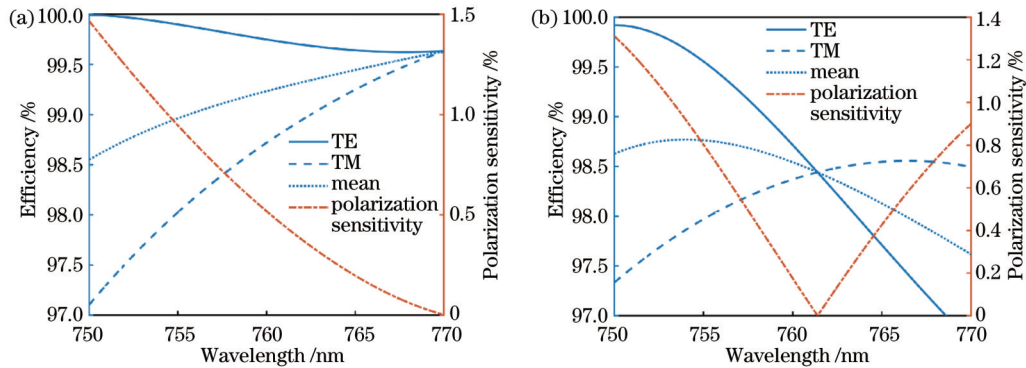 (a)
100.0
99.5
99.0
98.5
98.0
97.5
97.0
Efficiency /%
750
755
760
765
770
Wavelength /nm
1.5
1.0
0.5
0
Polarization sensitivity /%
TE
TM
mean
polarization
sensitivity
(b)
100.0
99.5
99.0
98.5
98.0
97.5
97.0
Efficiency /%
750
755
760
765
770
Wavelength /nm
1.4
1.2
1.0
0.8
0.6
0.4
0.2
0
Polarization sensitivity /%
TE
TM
mean
polarization
sensitivity